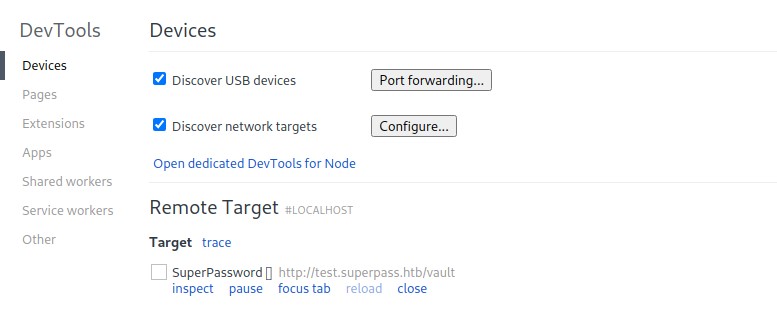 DevTools
Devices
Pages
Extensions
Apps
Shared workers
Service workers
Other
Devices
Discover USB devices Port forwarding...
Discover network targets Configure...
Open dedicated DevTools for Node
Remote Target #LOCALHOST
Target trace
SuperPassword [] http://test.superpass.htb/vault
inspect pause focus tab reload close